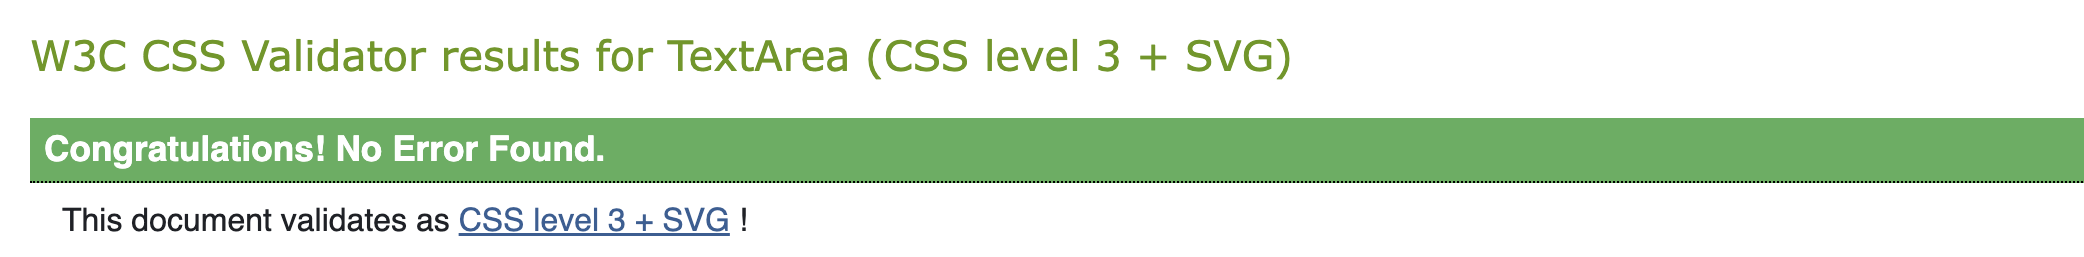 W3C CSS Validator results for TextArea (CSS level 3 + SVG)
Congratulations! No Error Found.
This document validates as CSS level 3 + SVG !